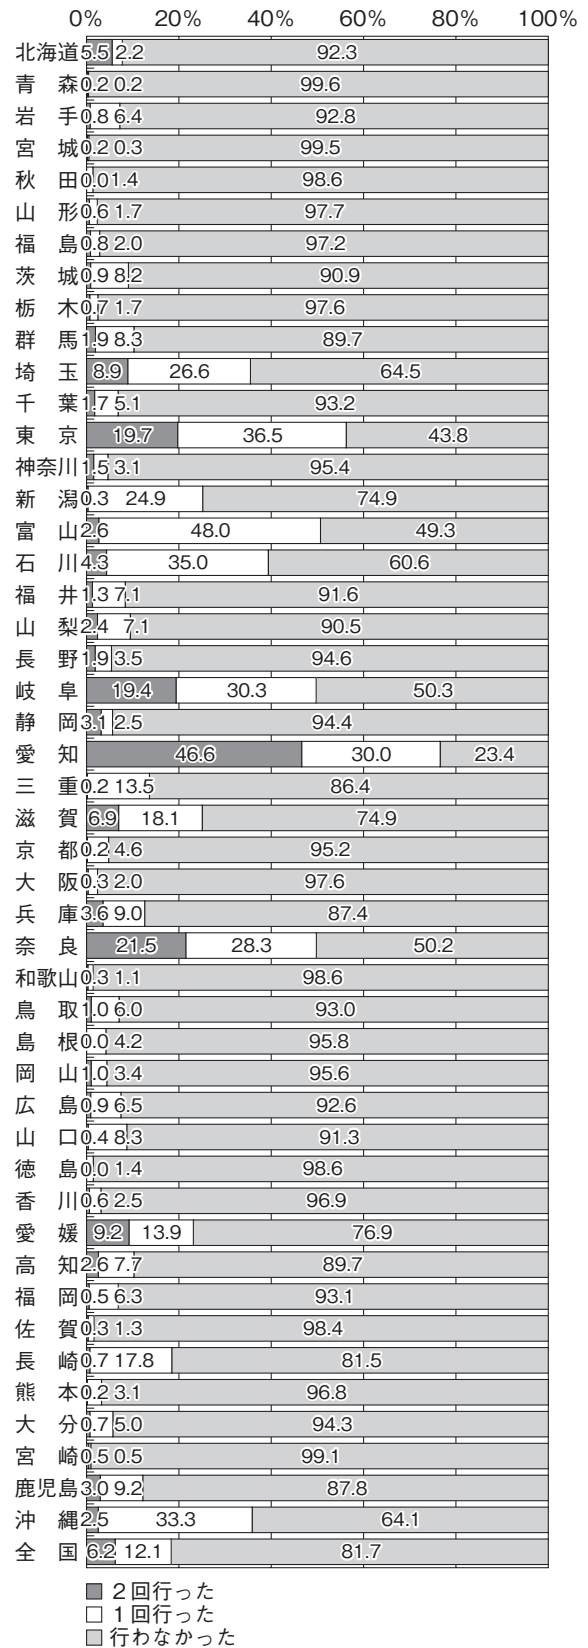 0% 20% 40% 60% 80% 100%
北海道 5.5 2.2 92.3
青森 0.2 0.2 99.6
岩手 0.8 6.4 92.8
宮城 0.2 0.3 99.5
秋田 0.0 1.4 98.6
山形 0.6 1.7 97.7
福島 0.8 2.0 97.2
茨城 0.9 8.2 90.9
栃木 0.7 1.7 97.6
群馬 1.9 8.3 89.7
埼玉 8.9 26.6 64.5
千葉 1.7 5.1 93.2
東京 19.7 36.5 43.8
神奈川 1.5 3.1 95.4
新潟 0.3 24.9 74.9
富山 2.6 48.0 49.3
石川 4.3 35.0 60.6
福井 1.3 7.1 91.6
山梨 2.4 7.1 90.5
長野 1.9 3.5 94.6
岐阜 19.4 30.3 50.3
静岡 3.1 2.5 94.4
愛知 46.6 30.0 23.4
三重 0.2 13.5 86.4
滋賀 6.9 18.1 74.9
京都 0.2 4.6 95.2
大阪 0.3 2.0 97.6
兵庫 3.6 9.0 87.4
奈良 21.5 28.3 50.2
和歌山 0.3 1.1 98.6
鳥取 1.0 6.0 93.0
島根 0.0 4.2 95.8
岡山 1.0 3.4 95.6
広島 0.9 6.5 92.6
山口 0.4 8.3 91.3
徳島 0.0 1.4 98.6
香川 0.6 2.5 96.9
愛媛 9.2 13.9 76.9
高知 2.6 7.7 89.7
福岡 0.5 6.3 93.1
佐賀 0.3 1.3 98.4
長崎 0.7 17.8 81.5
熊本 0.2 3.1 96.8
大分 0.7 5.0 94.3
宮崎 0.5 0.5 99.1
鹿児島 3.0 9.2 87.8
沖縄 2.5 33.3 64.1
全国 6.2 12.1 81.7
2回行った
1回行った
行わなかった